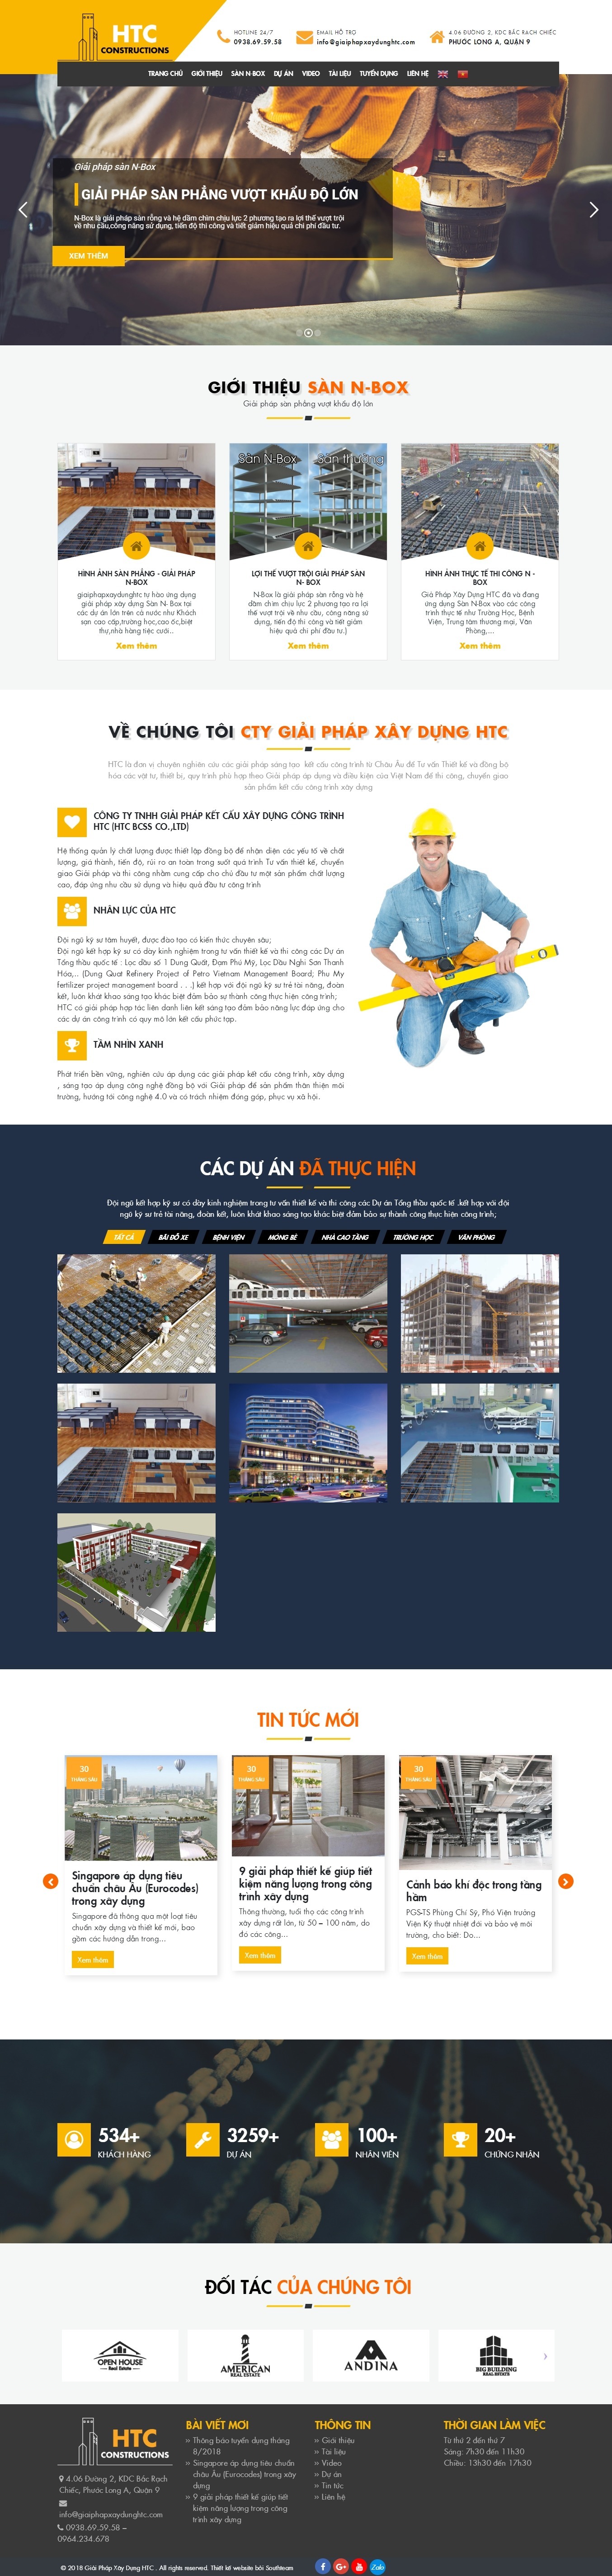 HTC
CONSTRUCTIONS
HOTLINE 24/7
0938.69.59.58
EMAIL HỖ TRỢ
info@giaiphapxaydunghtc.com
4.06 ĐƯỜNG 2, KDC BẮC RẠCH CHIẾC
PHƯỚC LONG A, QUẬN 9
TRANG CHỦ GIỚI THIỆU SÀN N-BOX DỰ ÁN VIDEO TÀI LIỆU TUYỂN DỤNG LIÊN HỆ
Giải pháp sàn N-Box
GIẢI PHÁP SÀN PHẲNG VƯỢT KHẨU ĐỘ LỚN
N-Box là giải pháp sàn rỗng và hệ dầm chìm chịu lực 2 phương tạo ra lợi thế vượt trội
về nhu cầu,công năng sử dụng, tiến độ thi công và tiết giảm hiệu quả chi phí đầu tư.
XEM THÊM
GIỚI THIỆU SÀN N-BOX
Giải pháp sàn phẳng vượt khẩu độ lớn
Sàn N-Box
Sàn thường
HÌNH ẢNH SÀN PHẲNG - GIẢI PHÁP
N-BOX
giaiphapxaydunghtc tự hào ứng dụng
giải pháp xây dựng Sàn N- Box tại
các dự án lớn trên cả nước như Khách
sạn cao cấp,trường học,cao ốc,biệt
thự,nhà hàng tiệc cưới..
Xem thêm
LỢI THẾ VƯỢT TRỘI GIẢI PHÁP SÀN
N- BOX
N-Box là giải pháp sàn rỗng và hệ
dầm chìm chịu lực 2 phương tạo ra lợi
thế vượt trội về nhu cầu, công năng sử
dụng, tiến độ thi công và tiết giảm
hiệu quả chi phí đầu tư.)
Xem thêm
HÌNH ẢNH THỰC TẾ THI CÔNG N -
BOX
Giả Pháp Xây Dựng HTC đã và đang
ứng dụng Sàn N-Box vào các công
trình thực tế như Trường Học, Bệnh
Viện, Trung tâm thương mại, Văn
Phòng,...
Xem thêm
VỀ CHÚNG TÔI CTY GIẢI PHÁP XÂY DỰNG HTC
HTC là đơn vị chuyên nghiên cứu các giải pháp sáng tạo kết cấu công trình từ Châu Âu để Tư vấn Thiết kế và đồng bộ
hóa các vật tư, thiết bị, quy trình phù hợp theo Giải pháp áp dụng và điều kiện của Việt Nam để thi công, chuyển giao
sản phẩm kết cấu công trình xây dựng
CÔNG TY TNHH GIẢI PHÁP KẾT CẤU XÂY DỰNG CÔNG TRÌNH
HTC (HTC BCSS CO.,LTD)
Hệ thống quản lý chất lượng được thiết lập đồng bộ để nhận diện các yếu tố về chất
lượng, giá thành, tiến độ, rủi ro an toàn trong suốt quá trình Tư vấn thiết kế, chuyển
giao Giải pháp và thi công nhằm cung cấp cho chủ đầu tư một sản phẩm chất lượng
cao, đáp ứng nhu cầu sử dụng và hiệu quả đầu tư công trình
NHÂN LỰC CỦA HTC
Đội ngũ kỹ sư tâm huyết, được đào tạo có kiến thức chuyên sâu;
Đội ngũ kết hợp kỹ sư có dày kinh nghiệm trong tư vấn thiết kế và thi công các Dự án
Tổng thầu quốc tế : Lọc dầu số 1 Dung Quất, Đạm Phú Mỹ, Lọc Dầu Nghi Sơn Thanh
Hóa,.. (Dung Quat Refinery Project of Petro Vietnam Management Board; Phu My
fertilizer project management board . . .) kết hợp với đội ngũ kỹ sư trẻ tài năng, đoàn
kết, luôn khát khao sáng tạo khác biệt đảm bảo sự thành công thực hiện công trình;
HTC có giải pháp hợp tác liên danh liên kết sáng tạo đảm bảo năng lực đáp ứng cho
các dự án công trình có quy mô lớn kết cấu phức tạp.
TẦM NHÌN XANH
Phát triển bền vững, nghiên cứu áp dụng các giải pháp kết cấu công trình, xây dựng
, sáng tạo áp dụng công nghệ đồng bộ với Giải pháp để sản phẩm thân thiện môi
trường, hướng tới công nghệ 4.0 và có trách nhiệm đóng góp, phục vụ xã hội.
CÁC DỰ ÁN ĐÃ THỰC HIỆN
Đội ngũ kết hợp kỹ sư có dày kinh nghiệm trong tư vấn thiết kế và thi công các Dự án Tổng thầu quốc tế .kết hợp với đội
ngũ kỹ sư trẻ tài năng, đoàn kết, luôn khát khao sáng tạo khác biệt đảm bảo sự thành công thực hiện công trình;
TẤT CẢ BÃI ĐỖ XE BỆNH VIỆN MÓNG BÈ NHÀ CAO TẦNG TRƯỜNG HỌC VĂN PHÒNG
TIN TỨC MỚI
30
THÁNG SÁU
Singapore áp dụng tiêu
chuẩn châu Âu (Eurocodes)
trong xây dựng
Singapore đã thông qua một loạt tiêu
chuẩn xây dựng và thiết kế mới, bao
gồm các hướng dẫn trong...
Xem thêm
30
THÁNG SÁU
9 giải pháp thiết kế giúp tiết
kiệm năng lượng trong công
trình xây dựng
Thông thường, tuổi thọ các công trình
xây dựng rất lớn, từ 50 – 100 năm, do
đó các công...
Xem thêm
30
THÁNG SÁU
Cảnh báo khí độc trong tầng
hầm
PGS-TS Phùng Chí Sỹ, Phó Viện trưởng
Viện Kỹ thuật nhiệt đới và bảo vệ môi
trường, cho biết: Do...
Xem thêm
534+
KHÁCH HÀNG
3259+
DỰ ÁN
100+
NHÂN VIÊN
20+
CHỨNG NHẬN
ĐỐI TÁC CỦA CHÚNG TÔI
OPEN HOUSE
Real Estate
AMERICAN
REAL ESTATE
ANDINA
BIG BUILDING
REAL ESTATE
HTC
CONSTRUCTIONS
4.06 Đường 2, KDC Bắc Rạch
Chiếc, Phước Long A, Quận 9
info@giaiphapxaydunghtc.com
0938.69.59.58 –
0964.234.678
BÀI VIẾT MỚI
» Thông báo tuyển dụng tháng
8/2018
» Singapore áp dụng tiêu chuẩn
châu Âu (Eurocodes) trong xây
dựng
» 9 giải pháp thiết kế giúp tiết
kiệm năng lượng trong công
trình xây dựng
THÔNG TIN
» Giới thiệu
» Tài liệu
» Video
» Dự án
» Tin tức
» Liên hệ
THỜI GIAN LÀM VIỆC
Từ thứ 2 đến thứ 7
Sáng: 7h30 đến 11h30
Chiều: 13h30 đến 17h30
© 2018 Giải Pháp Xây Dựng HTC . All rights reserved. Thiết kế website bởi Southteam
Zalo